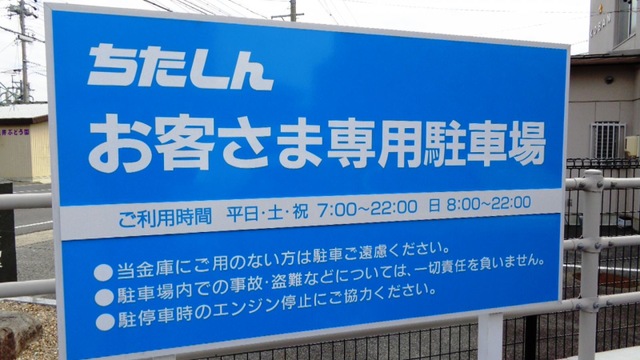 ちたしん
お客さま専用駐車場
ご利用時間 平日・土・祝 7:00～22:00 日 8:00～22:00
●当金庫にご用のない方は駐車ご遠慮ください。
●駐車場内での事故・盗難などについては、一切責任を負いません。
●駐停車時のエンジン停止にご協力ください。